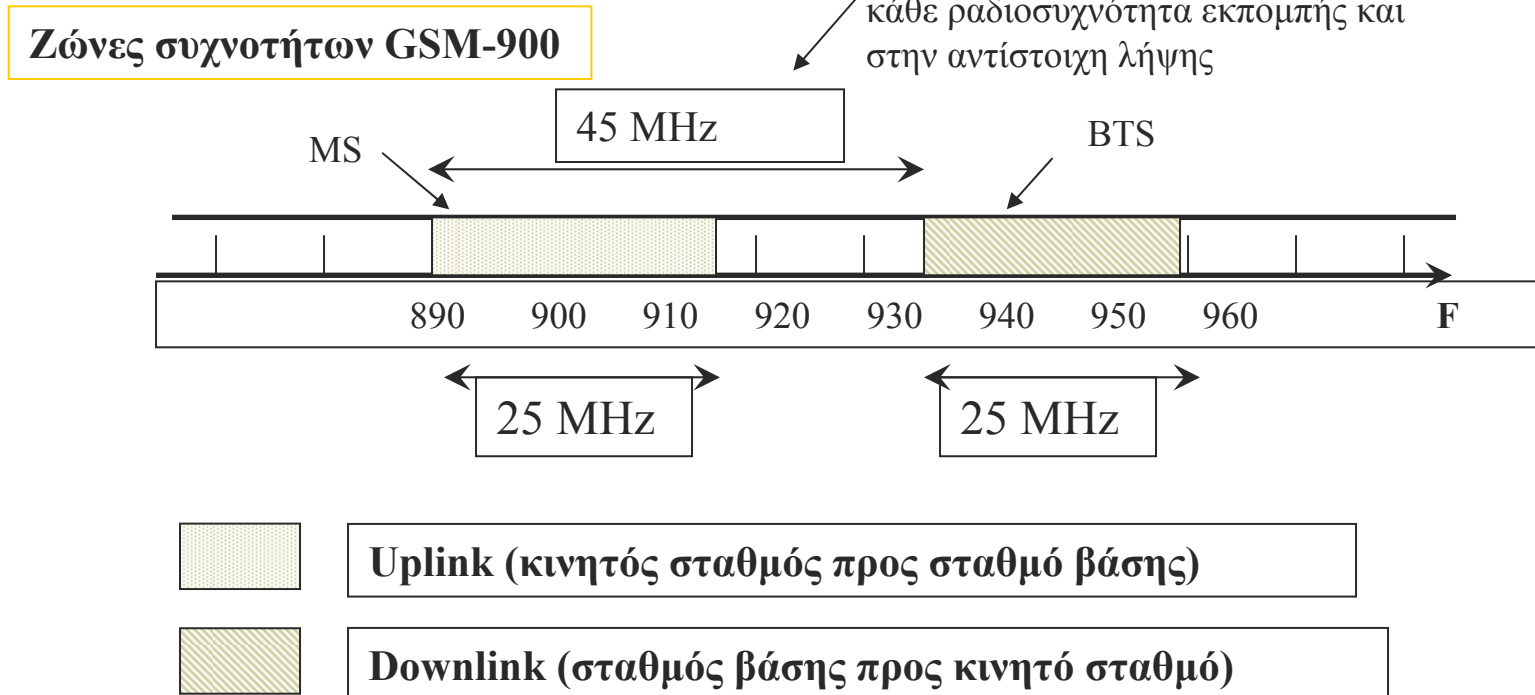 κάθε ραδιοσυχνότητα εκπομπής και
στην αντίστοιχη λήψης
Ζώνες συχνοτήτων GSM-900
45 MHz
MS
BTS
890 900 910 920 930 940 950 960 F
25 MHz 25 MHz
Uplink (κινητός σταθμός προς σταθμό βάσης)
Downlink (σταθμός βάσης προς κινητό σταθμό)